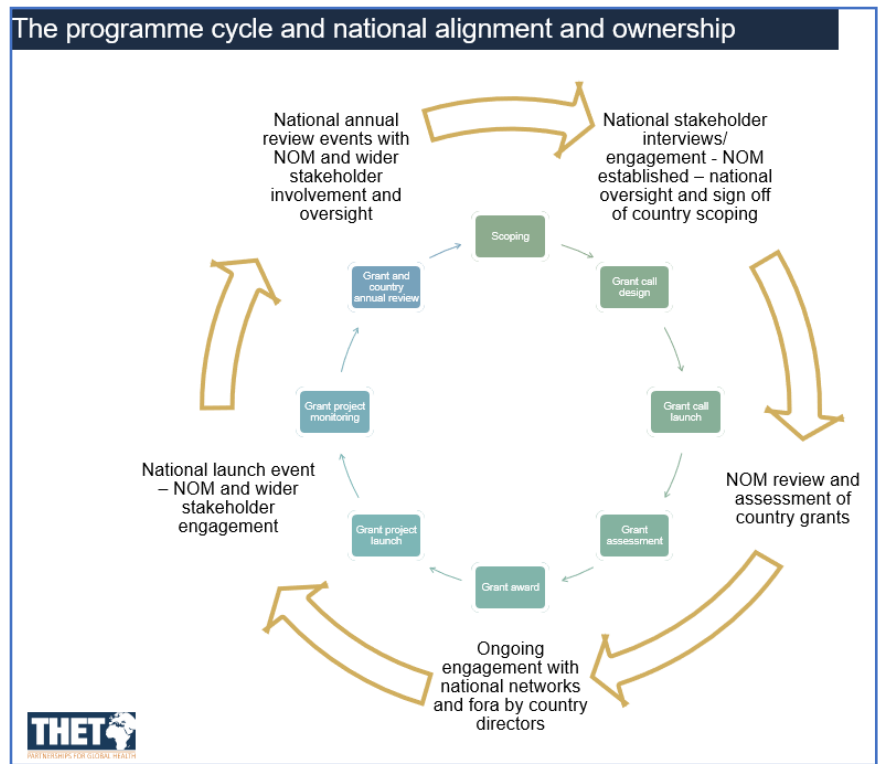 The programme cycle and national alignment and ownership
National annual
review events with
NOM and wider
stakeholder
involvement and
oversight
National stakeholder
interviews/
engagement - NOM
established – national
oversight and sign off
of country scoping
Scoping
Grant and
country
annual review
Grant call
design
Grant project
monitoring
Grant call
launch
National launch event
– NOM and wider
stakeholder
engagement
NOM review and
assessment of
country grants
Grant project
launch
Grant
assessment
Grant award
Ongoing
engagement with
national networks
and fora by country
directors
THET
PARTNERSHIPS FOR GLOBAL HEALTH